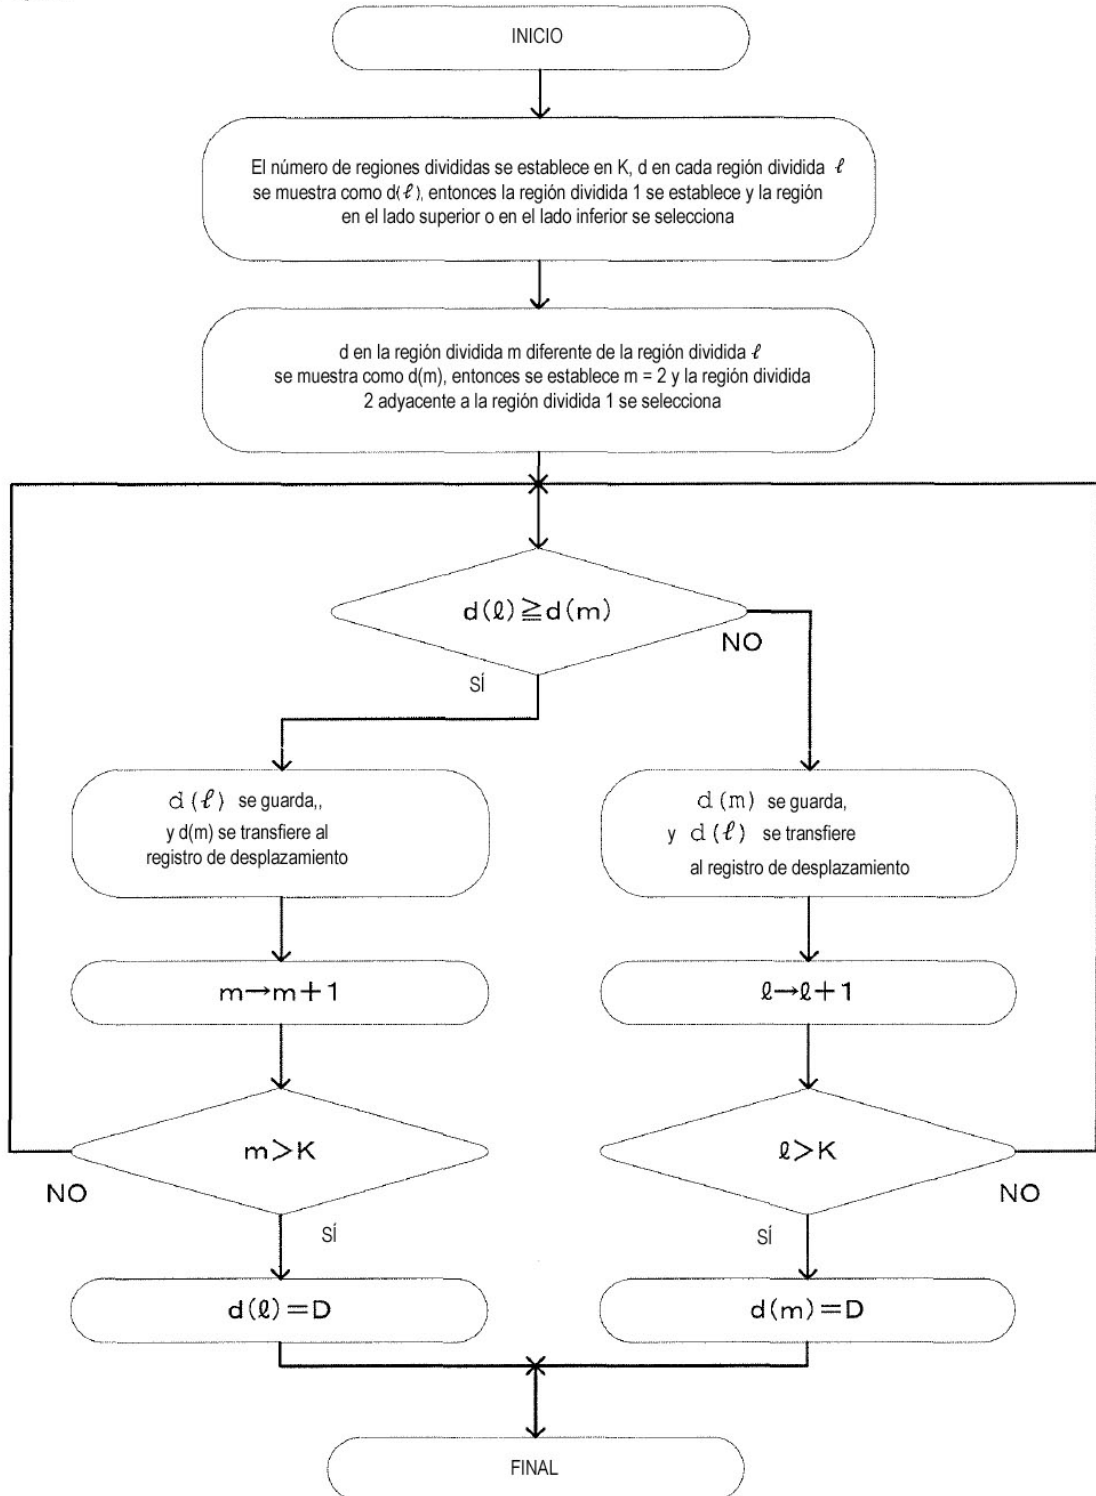 INICIO
El número de regiones divididas se establece en K, d en cada región dividida ℓ
se muestra como d(ℓ), entonces la región dividida 1 se establece y la región
en el lado superior o en el lado inferior se selecciona
d en la región dividida m diferente de la región dividida ℓ
se muestra como d(m), entonces se establece m = 2 y la región dividida
2 adyacente a la región dividida 1 se selecciona
d(ℓ)≧d(m)
NO
SÍ
d(ℓ) se guarda,,
y d(m) se transfiere al
registro de desplazamiento
d(m) se guarda,
y d(ℓ) se transfiere
al registro de desplazamiento
m→m+1
ℓ→ℓ+1
m>K
ℓ>K
NO
NO
SÍ
SÍ
d(ℓ)=D
d(m)=D
FINAL